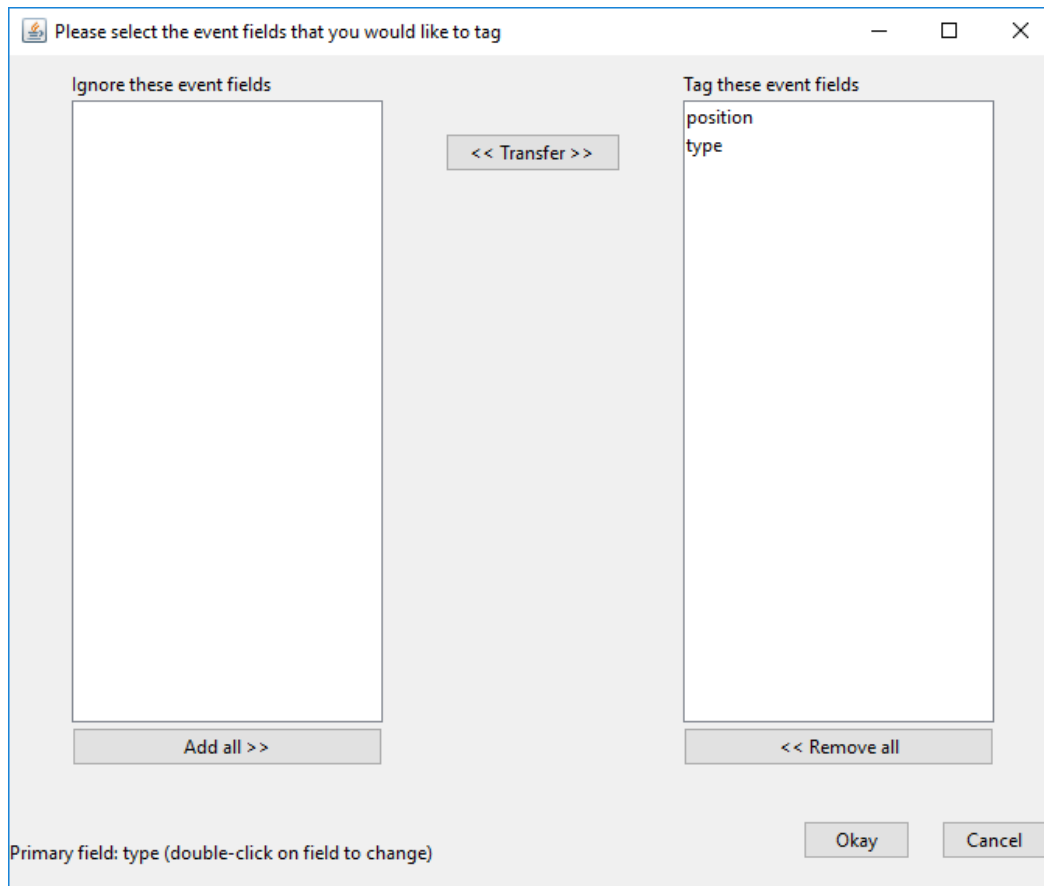 Please select the event fields that you would like to tag
Ignore these event fields
Tag these event fields
position
type
<< Transfer >>
Add all >>
<< Remove all
Okay
Cancel
Primary field: type (double-click on field to change)